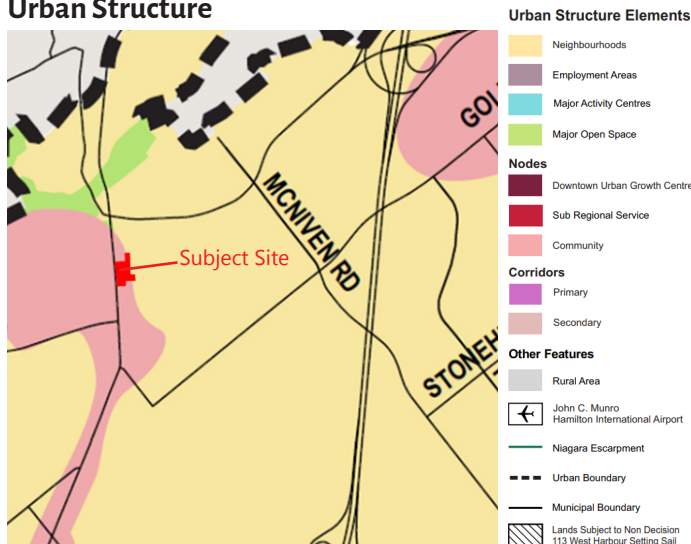 Urban Structure
MCNIVEN RD
Subject Site
Urban Structure Elements
Neighbourhoods
Employment Areas
Major Activity Centres
Major Open Space
Nodes
Downtown Urban Growth Centre
Sub Regional Service
Community
Corridors
Primary
Secondary
Other Features
Rural Area
John C. Munro
Hamilton International Airport
Niagara Escarpment
Urban Boundary
Municipal Boundary
Lands Subject to Non Decision
113 West Harbour Setting Sail